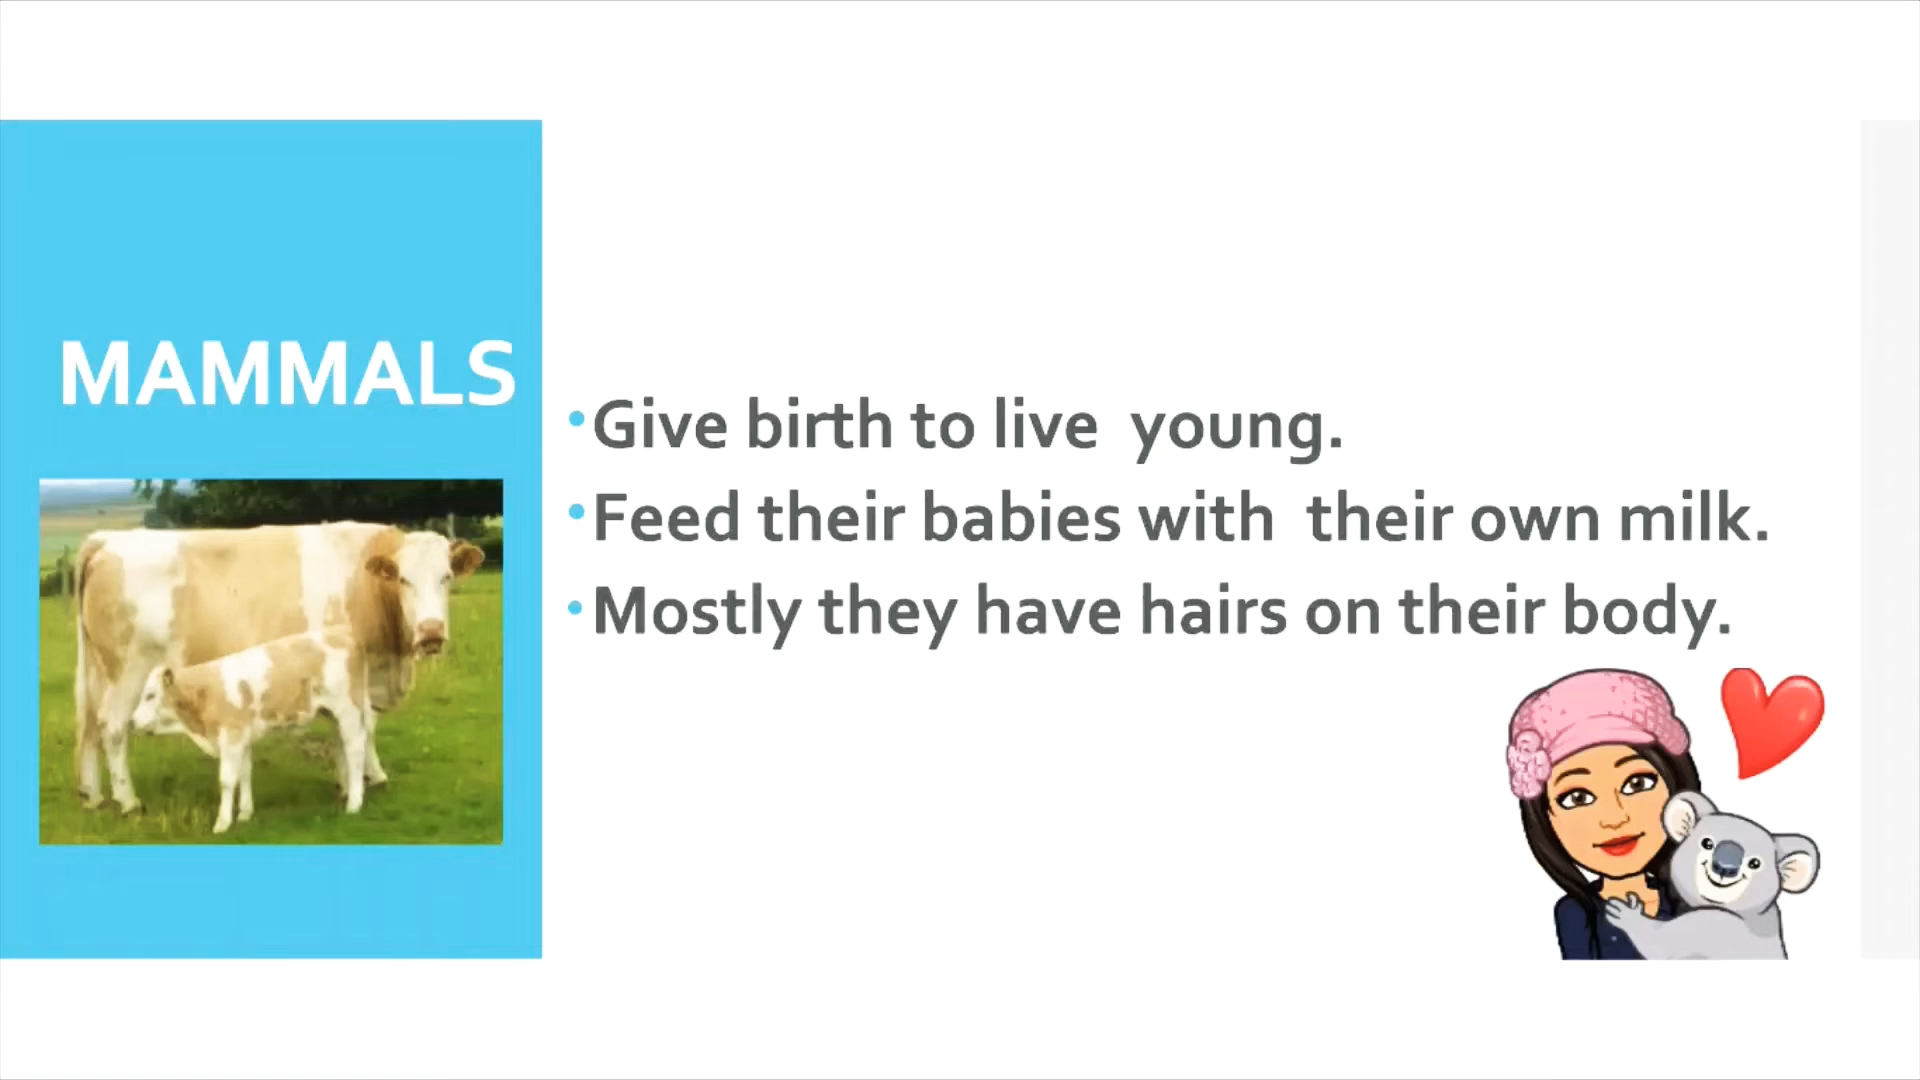 MAMMALS
•Give birth to live  young.
•Feed their babies with  their own milk.
•Mostly they have hairs on their body.